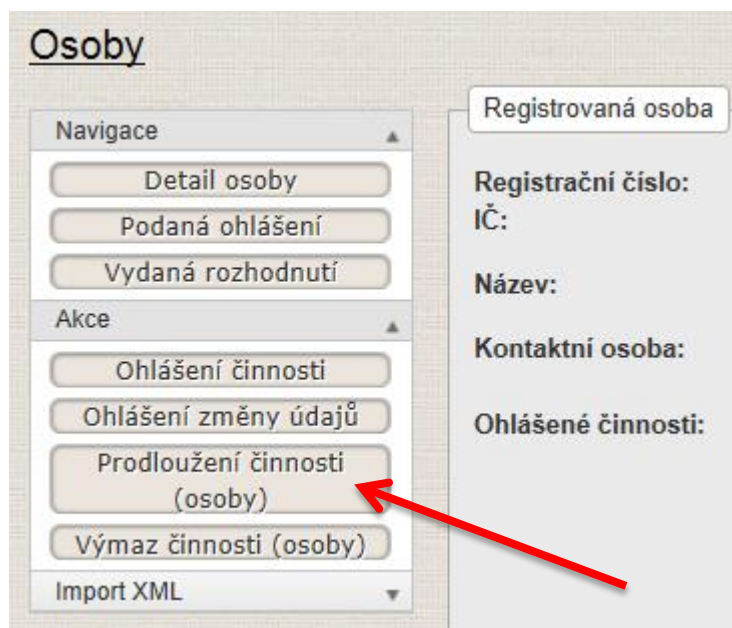 Osoby
Navigace
Detail osoby
Podaná ohlášení
Vydaná rozhodnutí
Akce
Ohlášení činnosti
Ohlášení změny údajů
Prodloužení činnosti
(osoby)
Výmaz činnosti (osoby)
Import XML
Registrovaná osoba
Registrační číslo:
IČ:
Název:
Kontaktní osoba:
Ohlášené činnosti: